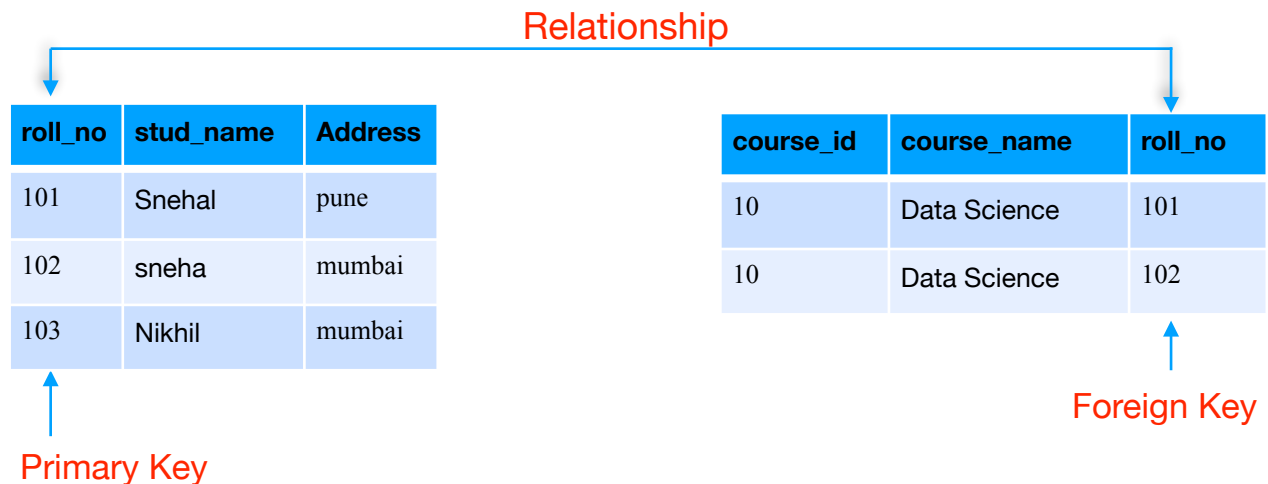 Relationship
roll_no stud_name Address
101 Snehal pune
102 sneha mumbai
103 Nikhil mumbai
Primary Key
course_id course_name roll_no
10 Data Science 101
10 Data Science 102
Foreign Key